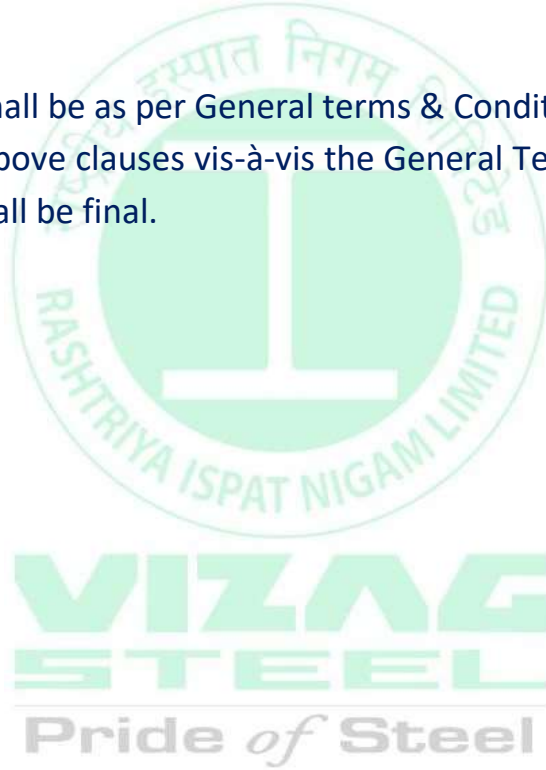 hall be as per General terms & Condit
bove clauses vis-à-vis the General Te
all be final.
राष्ट्रीय इस्पात निगम लिमिटेड
RASHTRIYA ISPAT NIGAM LIMITED
VIZAG
STEEL
Pride of Steel